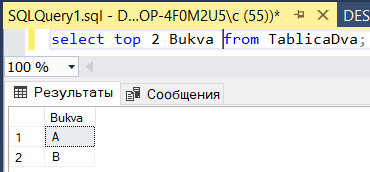 SQLQuery1.sql - D...OP-4F0M2U5\c (55))*
DES
select top 2 Bukva from TablicaDva;
100 %
Результаты
Сообщения
Bukva
1 A
2 B